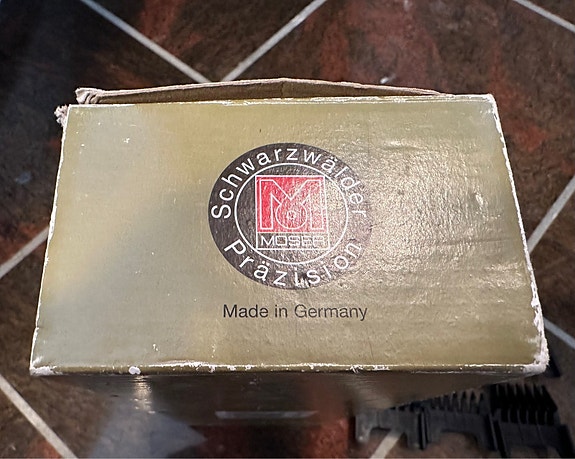 Schwarzwälder
MOSER
Präzision
Made in Germany